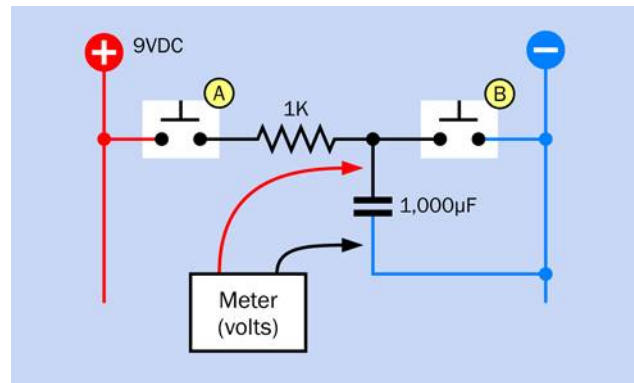 9VDC
A
B
1K
1,000µF
Meter
(volts)